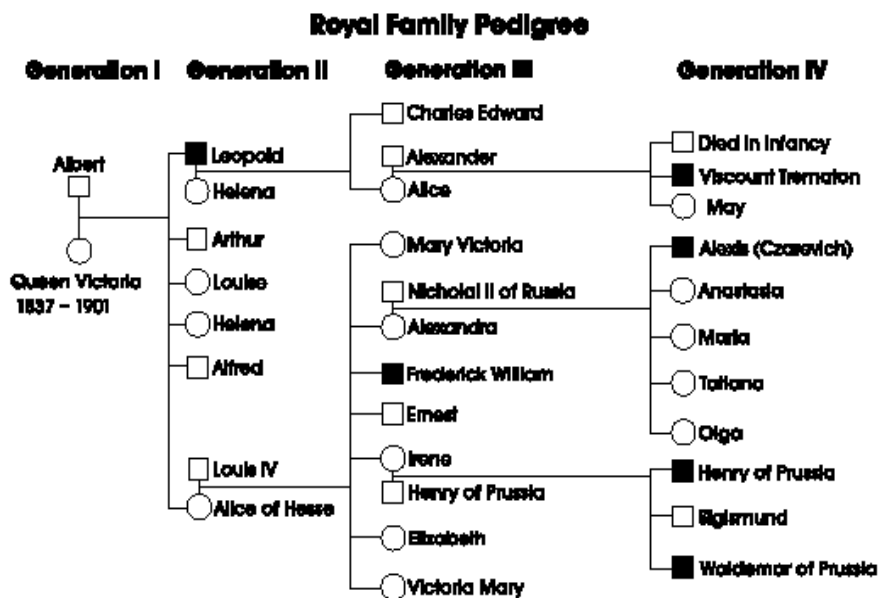 Royal Family Pedigree
Generation I
Generation II
Generation III
Generation IV
Albert
Queen Victoria
1837 – 1901
Leopold
Helena
Arthur
Louise
Helena
Alfred
Louis IV
Alice of Hesse
Charles Edward
Alexander
Alice
Mary Victoria
Nicholai II of Russia
Alexandra
Frederick William
Ernest
Irene
Henry of Prussia
Elizabeth
Victoria Mary
Died in Infancy
Viscount Trematon
May
Alexis (Czarevich)
Anastasia
Maria
Tatiana
Olga
Henry of Prussia
Sigismund
Waldemar of Prussia